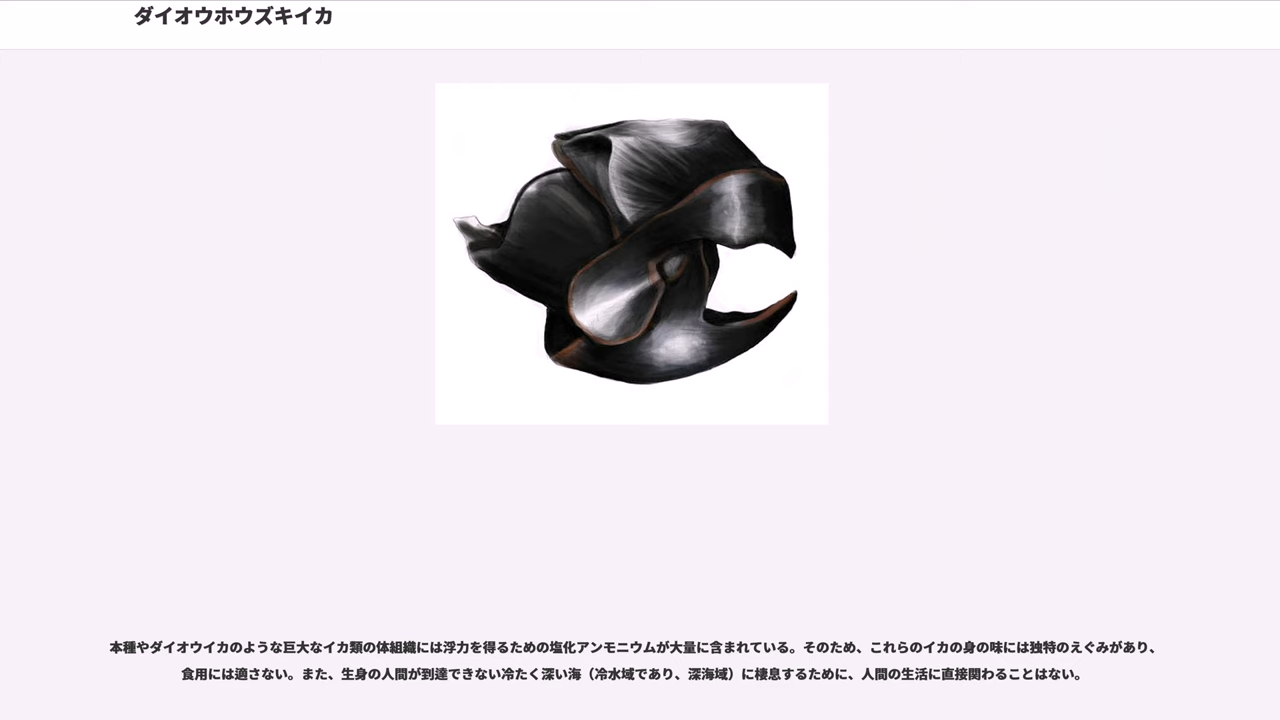 ダイオウホウズキイカ
本種やダイオウイカのような巨大なイカ類の体組織には浮力を得るための塩化アンモニウムが大量に含まれている。そのため、これらのイカの身の味には独特のえぐみがあり、
食用には適さない。また、生身の人間が到達できない冷たく深い海（冷水域であり、深海域）に棲息するために、人間の生活に直接関わることはない。